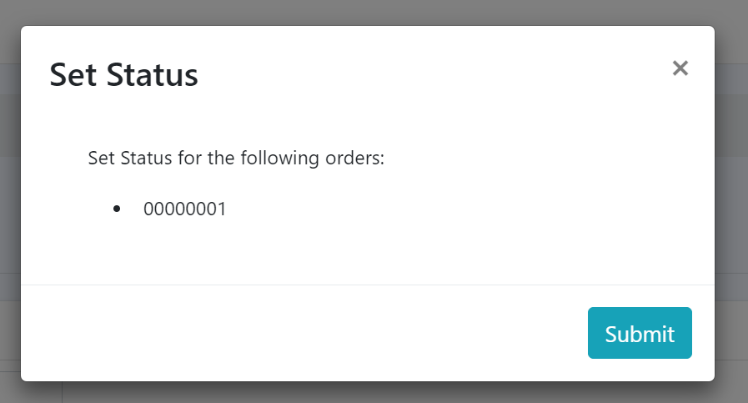 Set Status
×
Set Status for the following orders:
• 00000001
Submit